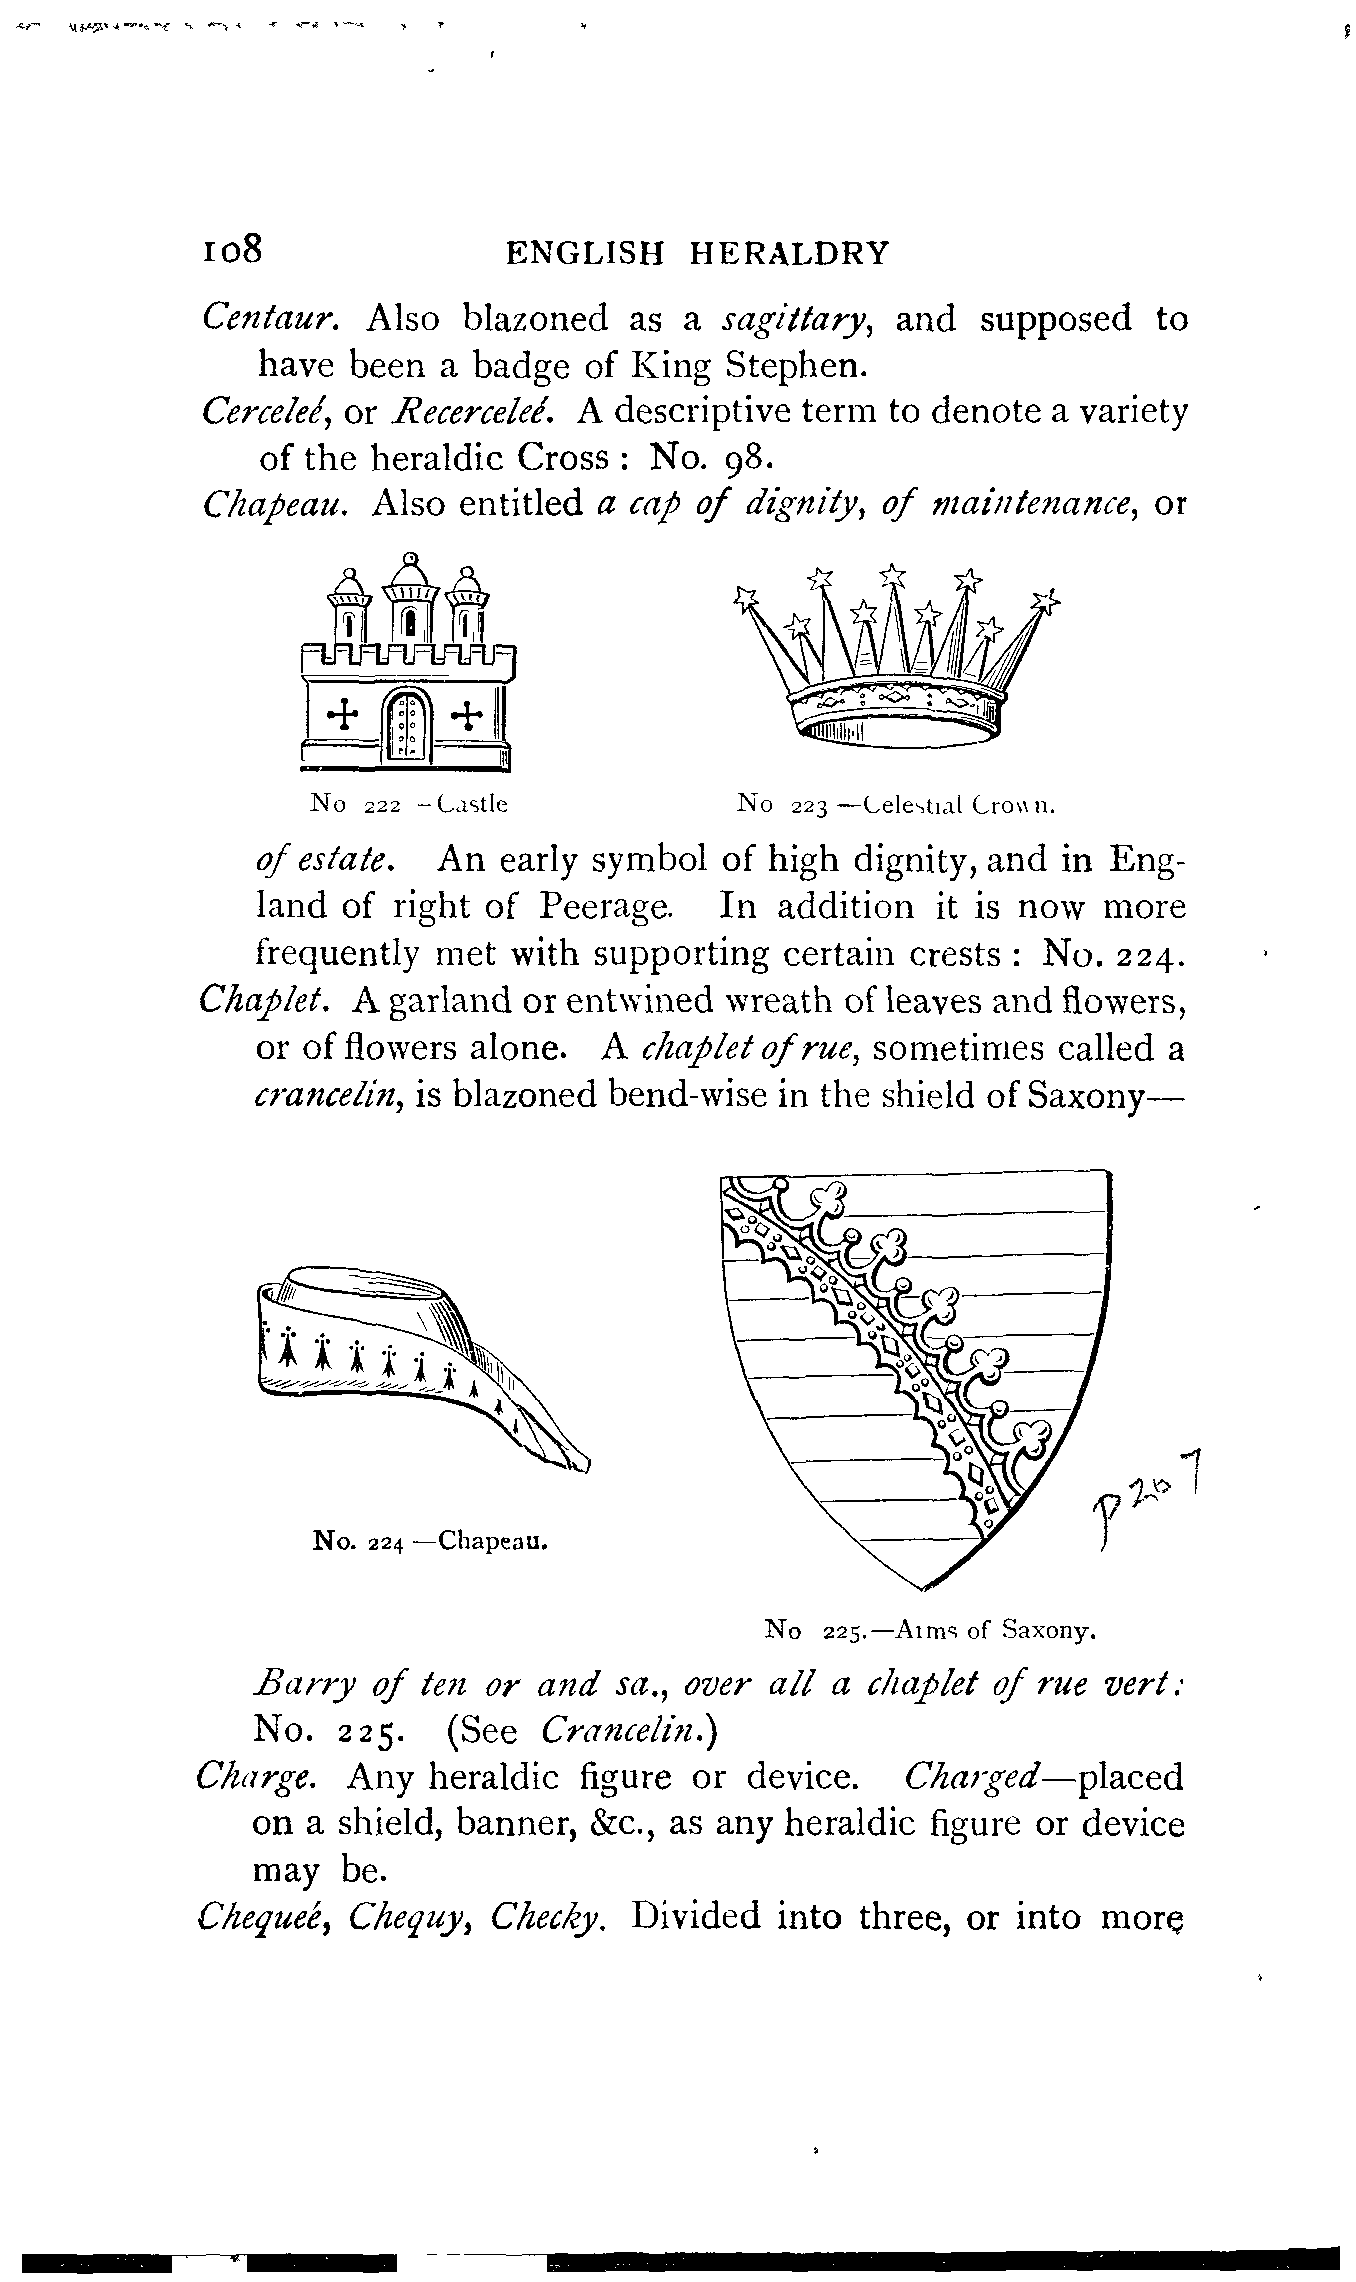 108 ENGLISH HERALDRY
Centaur. Also blazoned as a sagittary, and supposed to
have been a badge of King Stephen.
Cerceleé, or Recerceleé. A descriptive term to denote a variety
of the heraldic Cross : No. 98.
Chapeau. Also entitled a cap of dignity, of maintenance, or
No 222 —Castle
No 223 —Celestial Crown.
of estate. An early symbol of high dignity, and in Eng-
land of right of Peerage. In addition it is now more
frequently met with supporting certain crests : No. 224.
Chaplet. A garland or entwined wreath of leaves and flowers,
or of flowers alone. A chaplet of rue, sometimes called a
crancelin, is blazoned bend-wise in the shield of Saxony—
p207
No. 224 —Chapeau.
No 225.—Arms of Saxony.
Barry of ten or and sa., over all a chaplet of rue vert:
No. 225. (See Crancelin.)
Charge. Any heraldic figure or device. Charged—placed
on a shield, banner, &c., as any heraldic figure or device
may be.
Chequeé, Chequy, Checky. Divided into three, or into more